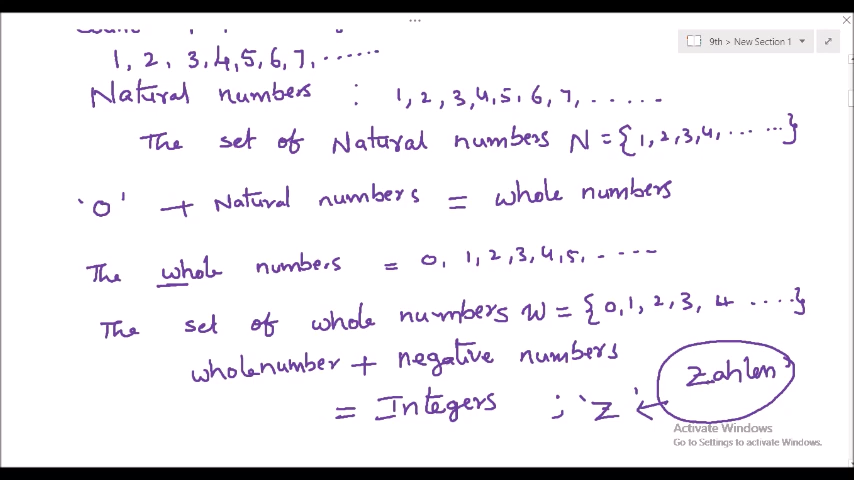 9th > New Section 1
1, 2, 3, 4, 5, 6, 7, ......
Natural numbers : 1, 2, 3, 4, 5, 6, 7, .....
The set of Natural numbers N = {1, 2, 3, 4, ... ...}
'0' + Natural numbers = whole numbers
The whole numbers = 0, 1, 2, 3, 4, 5, .....
The set of whole numbers W = {0, 1, 2, 3, 4 ....}
wholenumber + negative numbers
= Integers ; 'Z' ← Zahlen'
Activate Windows
Go to Settings to activate Windows.